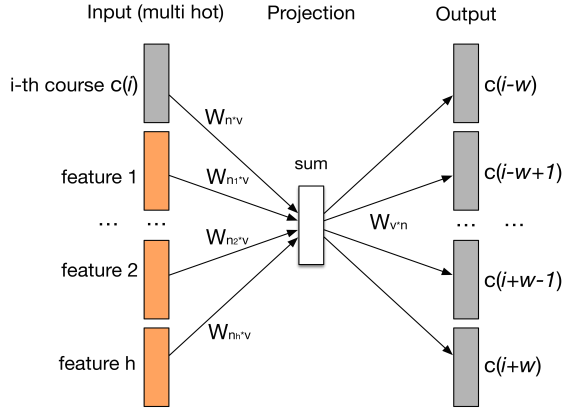 Input (multi hot)
Projection
Output
i-th course c(i)
feature 1
... ...
feature 2
feature h
Wn*v
Wn1*v
Wn2*v
Wnh*v
sum
Wv*n
c(i-w)
c(i-w+1)
... ...
c(i+w-1)
c(i+w)